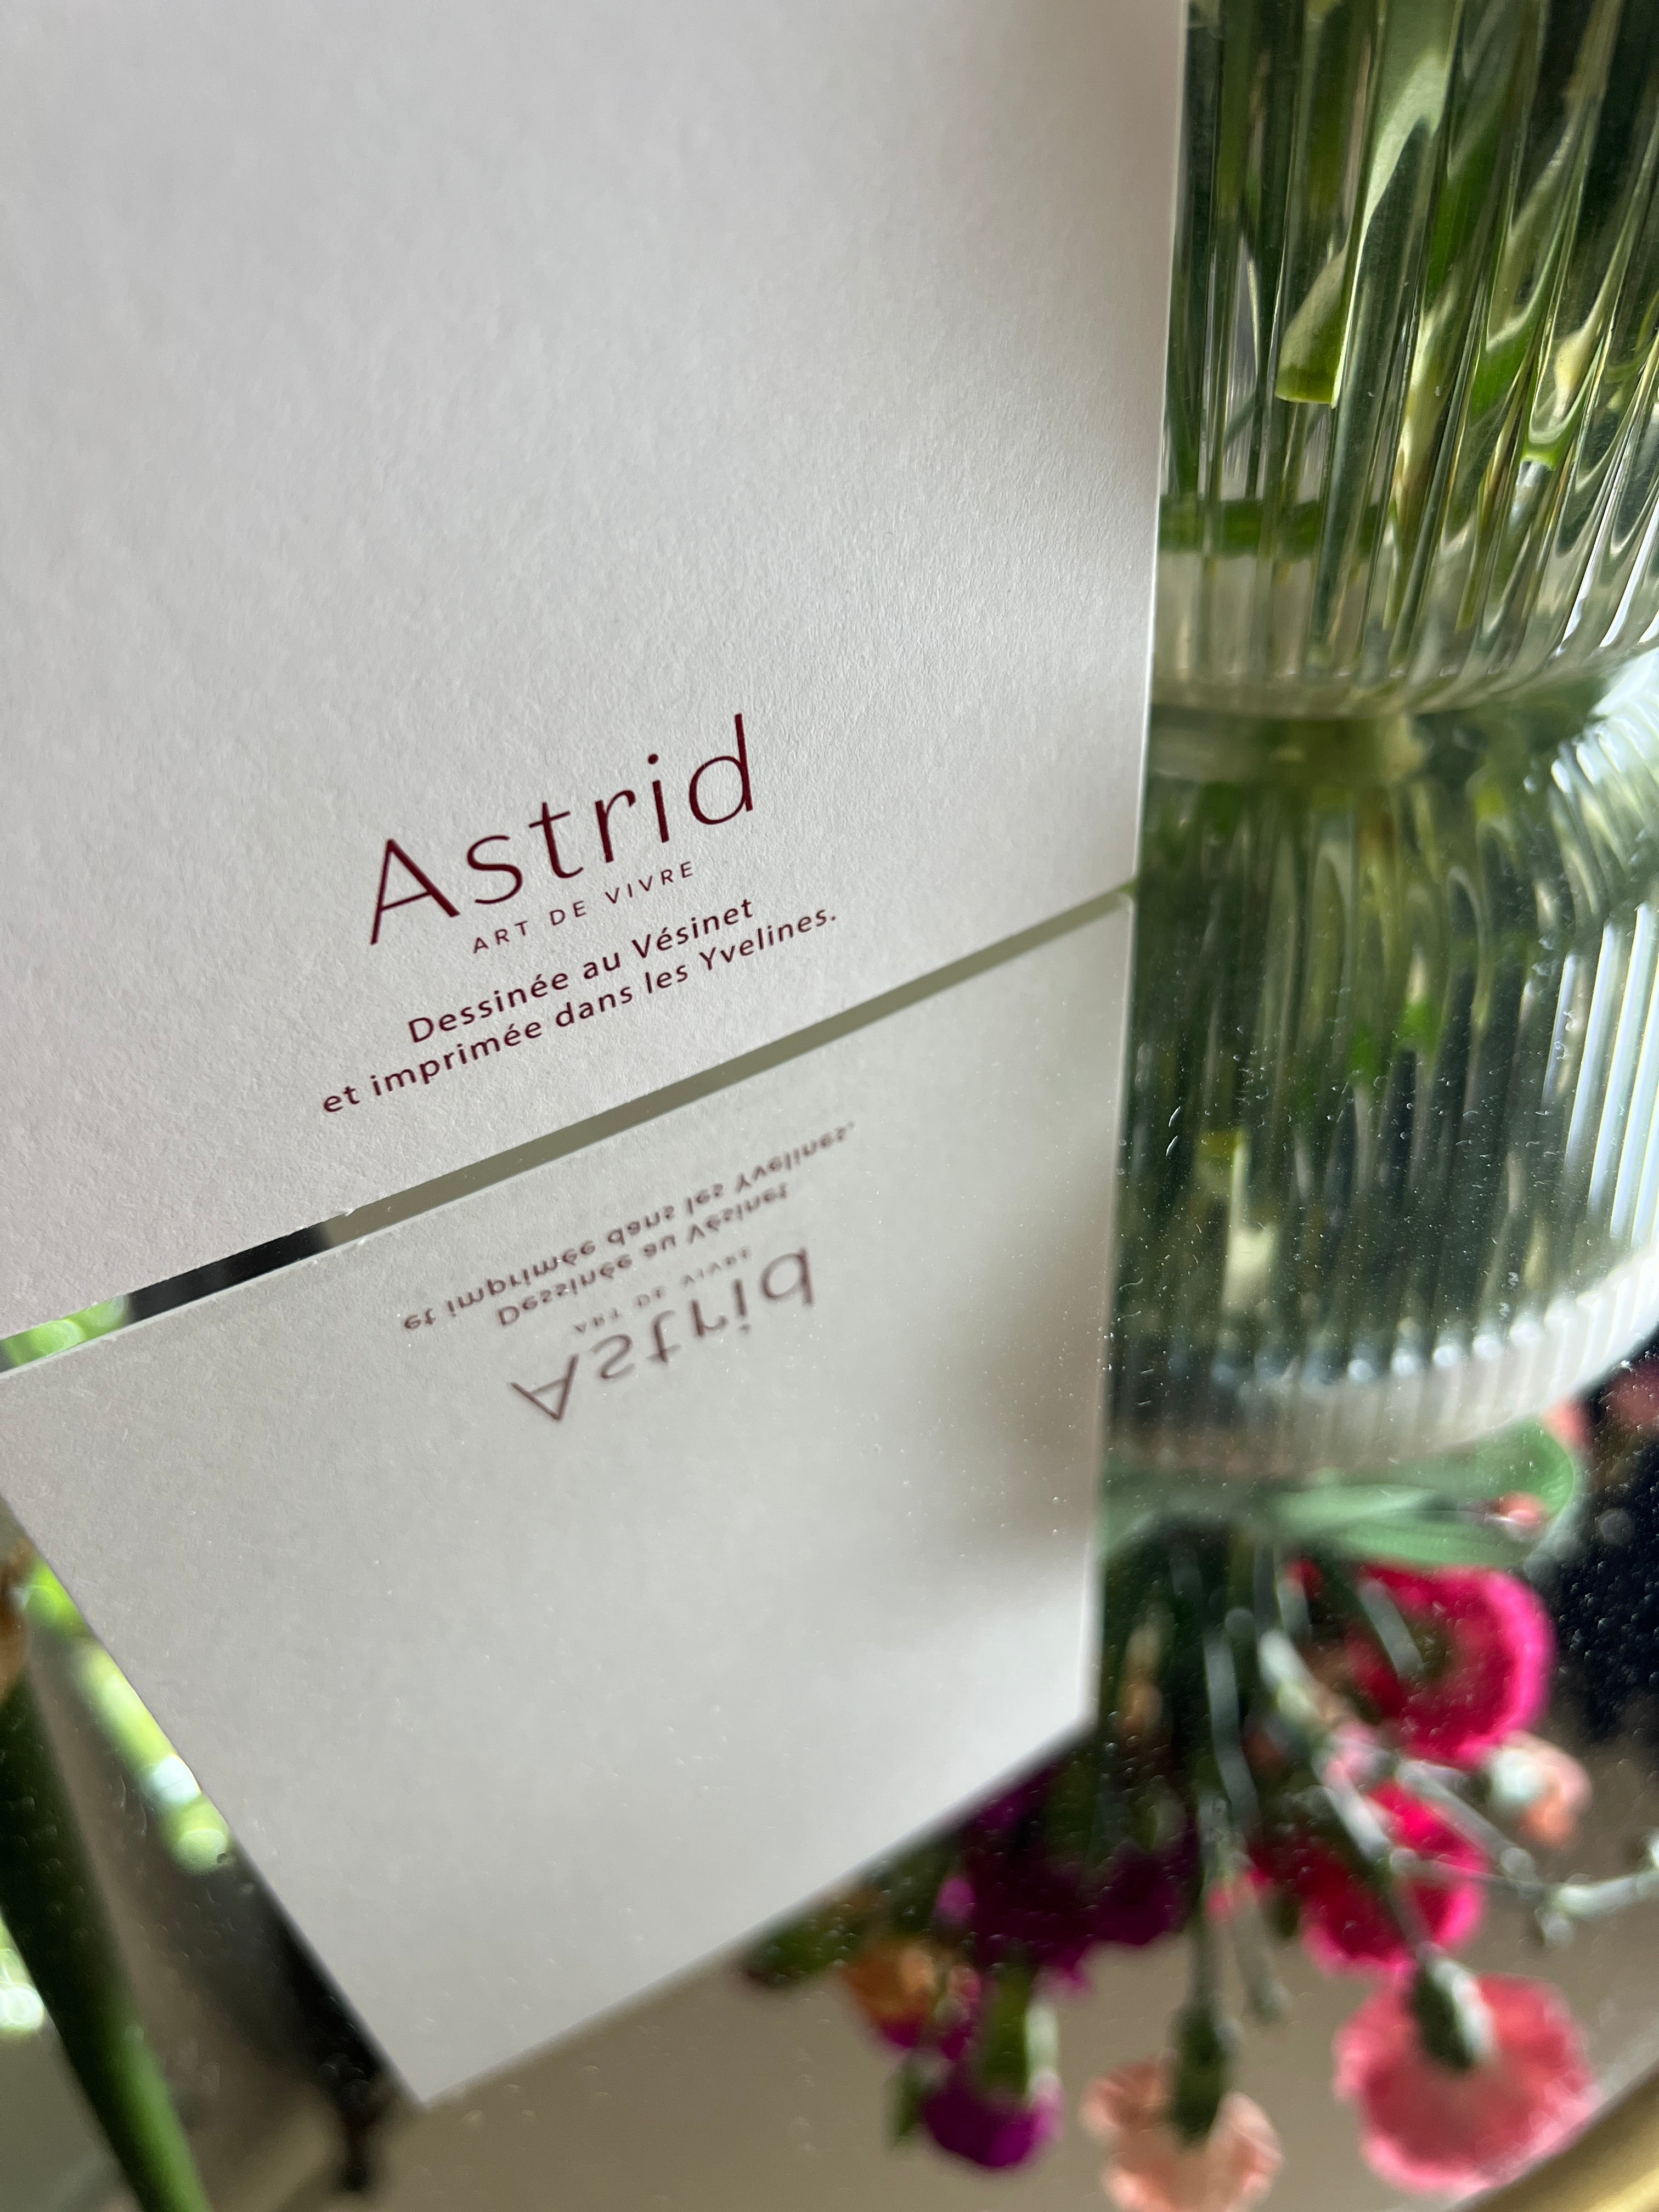 Astrid
ART DE VIVRE
Dessinée au Vésinet
et imprimée dans les Yvelines.